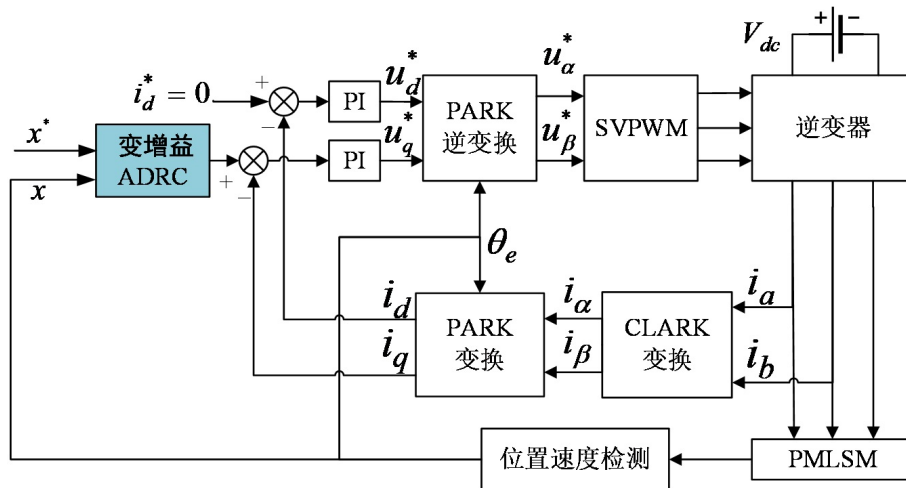 V_{dc}
+ −
i_d^* = 0
+
−
PI
u_d^*
PARK
逆变换
u_α^*
SVPWM
逆变器
x^*
变增益
ADRC
+
−
PI
u_q^*
u_β^*
x
θ_e
i_d
PARK
变换
i_α
CLARK
变换
i_a
i_q
i_β
i_b
位置速度检测
PMLSM